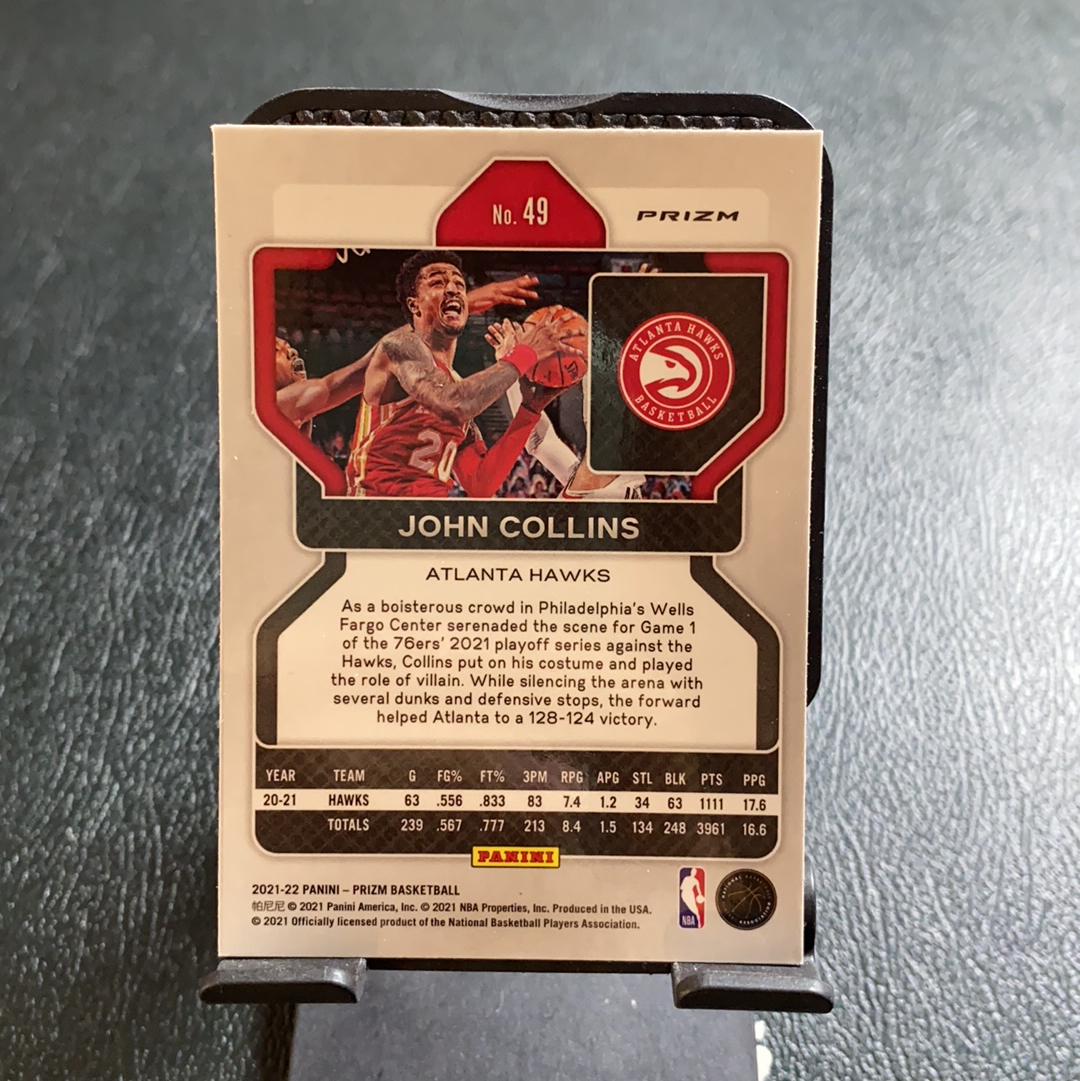 No. 49
PRIZM
ATLANTA HAWKS
BASKETBALL
20
JOHN COLLINS
ATLANTA HAWKS
As a boisterous crowd in Philadelphia's Wells
Fargo Center serenaded the scene for Game 1
of the 76ers' 2021 playoff series against the
Hawks, Collins put on his costume and played
the role of villain. While silencing the arena with
several dunks and defensive stops, the forward
helped Atlanta to a 128-124 victory.
YEAR TEAM G FG% FT% 3PM RPG APG STL BLK PTS PPG
20-21 HAWKS 63 .556 .833 83 7.4 1.2 34 63 1111 17.6
TOTALS 239 .567 .777 213 8.4 1.5 134 248 3961 16.6
PANINI
2021-22 PANINI – PRIZM BASKETBALL
帕尼尼 © 2021 Panini America, Inc. © 2021 NBA Properties, Inc. Produced in the USA.
© 2021 Officially licensed product of the National Basketball Players Association.
NBA